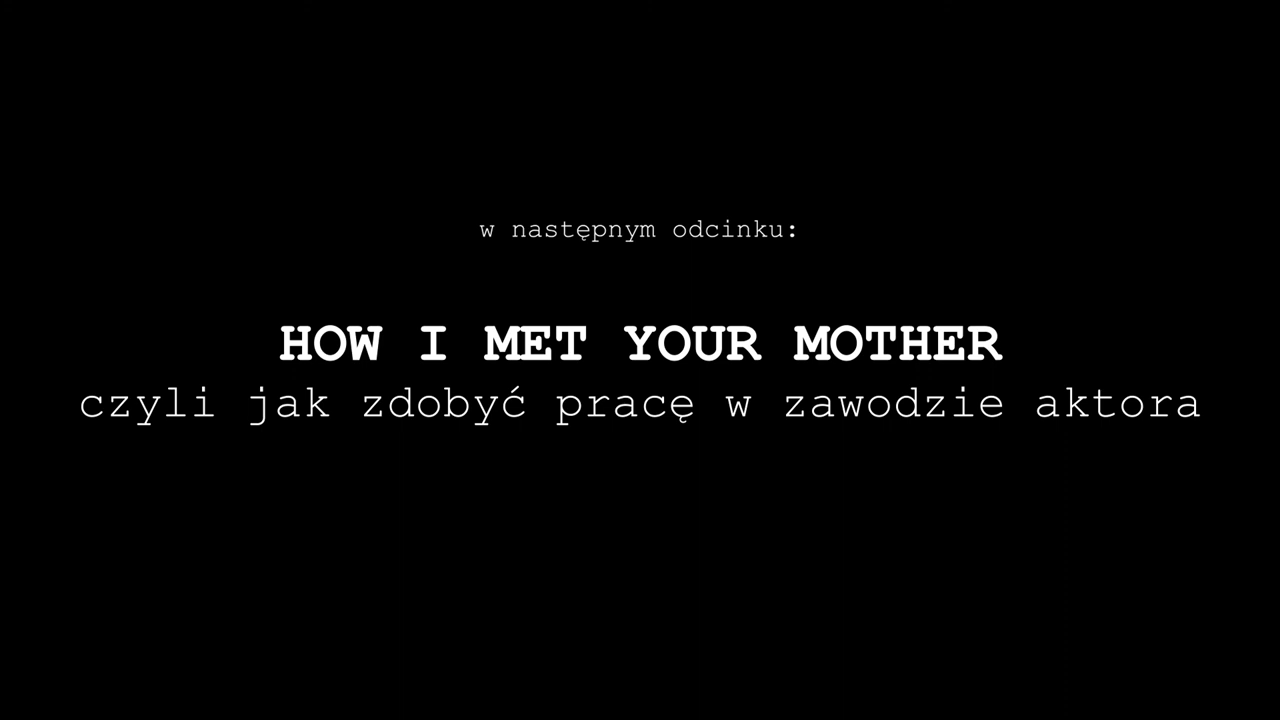 w następnym odcinku:
HOW I MET YOUR MOTHER
czyli jak zdobyć pracę w zawodzie aktora